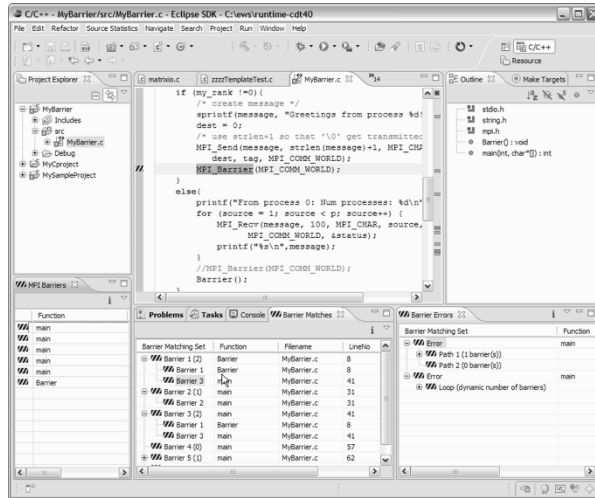 C/C++ - MyBarrier/src/MyBarrier.c - Eclipse SDK - C:\ews\runtime-cdt40
File Edit Refactor Source Statistics Navigate Search Project Run Window Help
C/C++
Resource
Project Explorer
MyBarrier
Includes
src
MyBarrier.c
Debug
MyCproject
MySampleProject
matrixio.c zzzzTemplateTest.c MyBarrier.c 14
if (my_rank !=0){
/* create message */
sprintf(message, "Greetings from process %d!
dest = 0;
/* use strlen+1 so that '\0' get transmitted
MPI_Send(message, strlen(message)+1, MPI_CHA
dest, tag, MPI_COMM_WORLD);
MPI_Barrier(MPI_COMM_WORLD);
}
else{
printf("From process 0: Num processes: %d\n"
for (source = 1; source < p; source++) {
MPI_Recv(message, 100, MPI_CHAR, source,
MPI_COMM_WORLD, &status);
printf("%s\n",message);
}
//MPI_Barrier(MPI_COMM_WORLD);
Barrier();
}
Outline Make Targets
stdio.h
string.h
mpi.h
Barrier() : void
main(int, char*[]) : int
MPI Barriers
Function
main
main
main
main
main
Barrier
Problems Tasks Console Barrier Matches
Barrier Matching Set Function Filename LineNo
Barrier 1 (2) Barrier MyBarrier.c 8
Barrier 1 Barrier MyBarrier.c 8
Barrier 3 main MyBarrier.c 41
Barrier 2 (1) main MyBarrier.c 31
Barrier 2 main MyBarrier.c 31
Barrier 3 (2) main MyBarrier.c 41
Barrier 1 Barrier MyBarrier.c 8
Barrier 3 main MyBarrier.c 41
Barrier 4 (0) main MyBarrier.c 57
Barrier 5 (1) main MyBarrier.c 62
Barrier Errors
Barrier Matching Set Function
Error main
Path 1 (1 barrier(s))
Path 2 (0 barrier(s))
Error main
Loop (dynamic number of barriers)